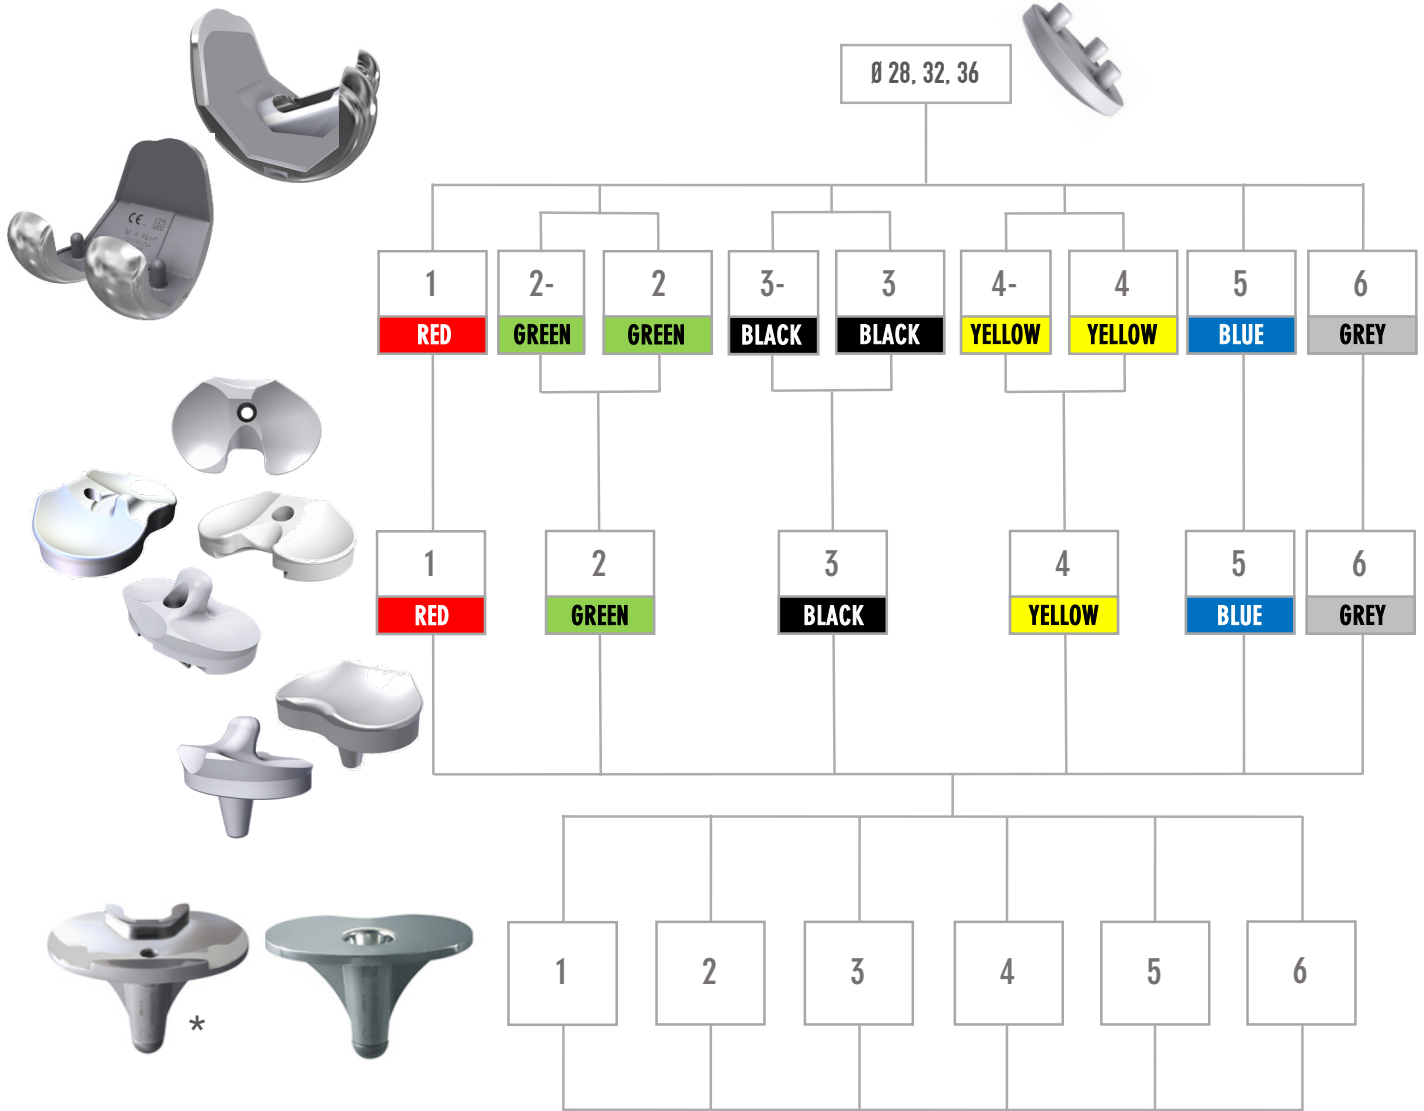 Ø 28, 32, 36
CE
1 2- 2 3- 3 4- 4 5 6
RED GREEN GREEN BLACK BLACK YELLOW YELLOW BLUE GREY
1 2 3 4 5 6
RED GREEN BLACK YELLOW BLUE GREY
1 2 3 4 5 6
*